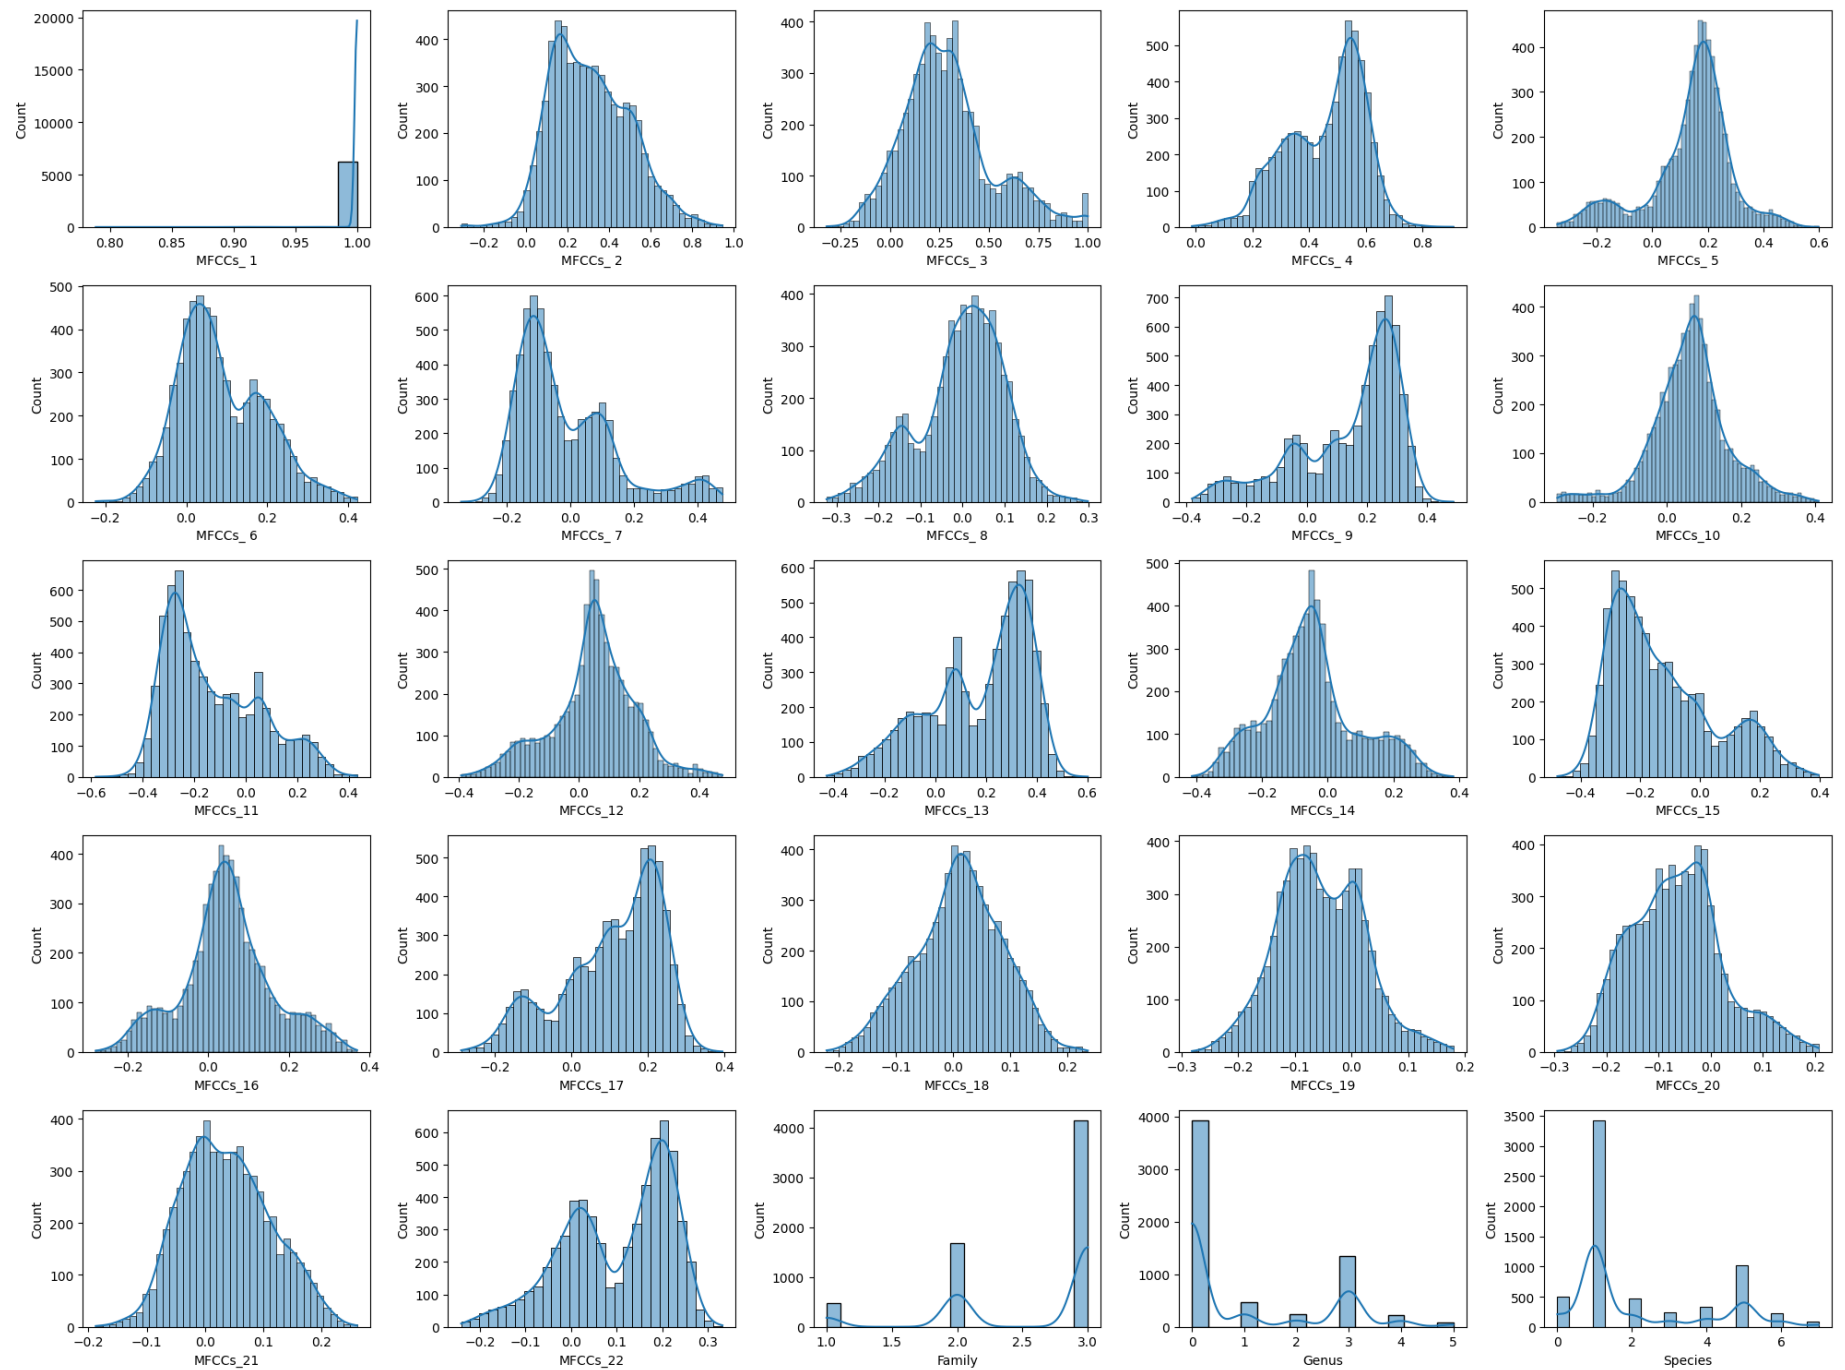 20000
15000
10000
5000
0
Count
0.80 0.85 0.90 0.95 1.00
MFCCs_ 1
400
300
200
100
0
Count
−0.2 0.0 0.2 0.4 0.6 0.8 1.0
MFCCs_ 2
400
300
200
100
0
Count
−0.25 0.00 0.25 0.50 0.75 1.00
MFCCs_ 3
500
400
300
200
100
0
Count
0.0 0.2 0.4 0.6 0.8
MFCCs_ 4
400
300
200
100
0
Count
−0.2 0.0 0.2 0.4 0.6
MFCCs_ 5
500
400
300
200
100
0
Count
−0.2 0.0 0.2 0.4
MFCCs_ 6
600
500
400
300
200
100
0
Count
−0.2 0.0 0.2 0.4
MFCCs_ 7
400
300
200
100
0
Count
−0.3 −0.2 −0.1 0.0 0.1 0.2 0.3
MFCCs_ 8
700
600
500
400
300
200
100
0
Count
−0.4 −0.2 0.0 0.2 0.4
MFCCs_ 9
400
300
200
100
0
Count
−0.2 0.0 0.2 0.4
MFCCs_10
600
500
400
300
200
100
0
Count
−0.6 −0.4 −0.2 0.0 0.2 0.4
MFCCs_11
500
400
300
200
100
0
Count
−0.4 −0.2 0.0 0.2 0.4
MFCCs_12
600
500
400
300
200
100
0
Count
−0.4 −0.2 0.0 0.2 0.4 0.6
MFCCs_13
500
400
300
200
100
0
Count
−0.4 −0.2 0.0 0.2 0.4
MFCCs_14
500
400
300
200
100
0
Count
−0.4 −0.2 0.0 0.2 0.4
MFCCs_15
400
300
200
100
0
Count
−0.2 0.0 0.2 0.4
MFCCs_16
500
400
300
200
100
0
Count
−0.2 0.0 0.2 0.4
MFCCs_17
400
300
200
100
0
Count
−0.2 −0.1 0.0 0.1 0.2
MFCCs_18
400
300
200
100
0
Count
−0.3 −0.2 −0.1 0.0 0.1 0.2
MFCCs_19
400
300
200
100
0
Count
−0.3 −0.2 −0.1 0.0 0.1 0.2
MFCCs_20
400
300
200
100
0
Count
−0.2 −0.1 0.0 0.1 0.2
MFCCs_21
600
500
400
300
200
100
0
Count
−0.2 −0.1 0.0 0.1 0.2 0.3
MFCCs_22
4000
3000
2000
1000
0
Count
1.0 1.5 2.0 2.5 3.0
Family
4000
3000
2000
1000
0
Count
0 1 2 3 4 5
Genus
3500
3000
2500
2000
1500
1000
500
0
Count
0 2 4 6
Species